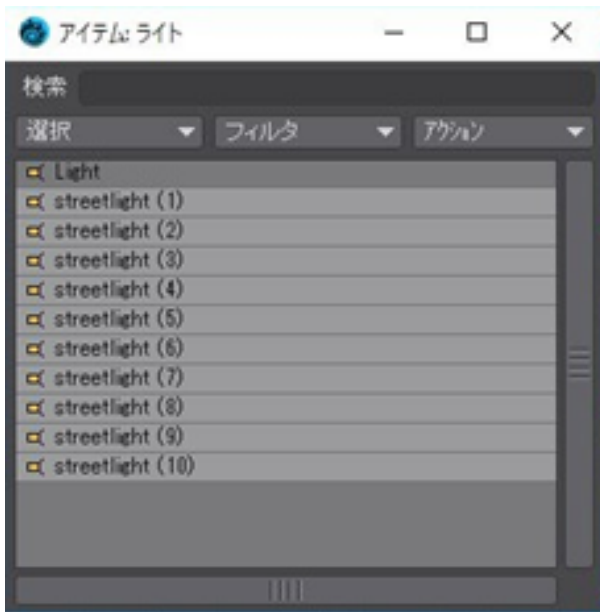 アイテム: ライト
検索
選択 フィルタ アクション
Light
streetlight (1)
streetlight (2)
streetlight (3)
streetlight (4)
streetlight (5)
streetlight (6)
streetlight (7)
streetlight (8)
streetlight (9)
streetlight (10)